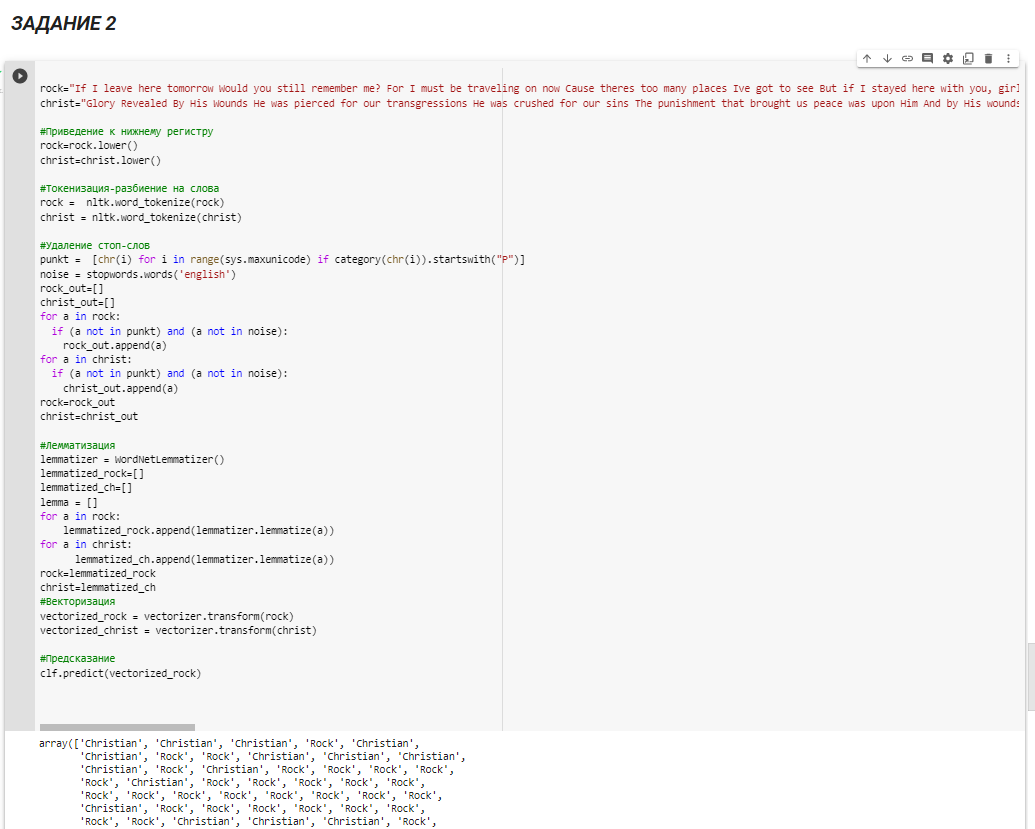 ЗАДАНИЕ 2
rock="If I leave here tomorrow Would you still remember me? For I must be traveling on now Cause theres too many places Ive got to see But if I stayed here with you, girl
christ="Glory Revealed By His Wounds He was pierced for our transgressions He was crushed for our sins The punishment that brought us peace was upon Him And by His wounds
#Приведение к нижнему регистру
rock=rock.lower()
christ=christ.lower()
#Токенизация-разбиение на слова
rock =  nltk.word_tokenize(rock)
christ = nltk.word_tokenize(christ)
#Удаление стоп-слов
punkt =  [chr(i) for i in range(sys.maxunicode) if category(chr(i)).startswith("P")]
noise = stopwords.words('english')
rock_out=[]
christ_out=[]
for a in rock:
  if (a not in punkt) and (a not in noise):
    rock_out.append(a)
for a in christ:
  if (a not in punkt) and (a not in noise):
    christ_out.append(a)
rock=rock_out
christ=christ_out
#Лемматизация
lemmatizer = WordNetLemmatizer()
lemmatized_rock=[]
lemmatized_ch=[]
lemma = []
for a in rock:
    lemmatized_rock.append(lemmatizer.lemmatize(a))
for a in christ:
      lemmatized_ch.append(lemmatizer.lemmatize(a))
rock=lemmatized_rock
christ=lemmatized_ch
#Векторизация
vectorized_rock = vectorizer.transform(rock)
vectorized_christ = vectorizer.transform(christ)
#Предсказание
clf.predict(vectorized_rock)
array(['Christian', 'Christian', 'Christian', 'Rock', 'Christian',
'Christian', 'Rock', 'Rock', 'Christian', 'Christian', 'Christian',
'Christian', 'Rock', 'Christian', 'Rock', 'Rock', 'Rock', 'Rock',
'Rock', 'Christian', 'Rock', 'Rock', 'Rock', 'Rock', 'Rock',
'Rock', 'Rock', 'Rock', 'Rock', 'Rock', 'Rock', 'Rock', 'Rock',
'Christian', 'Rock', 'Rock', 'Rock', 'Rock', 'Rock', 'Rock',
'Rock', 'Rock', 'Christian', 'Christian', 'Christian', 'Rock',